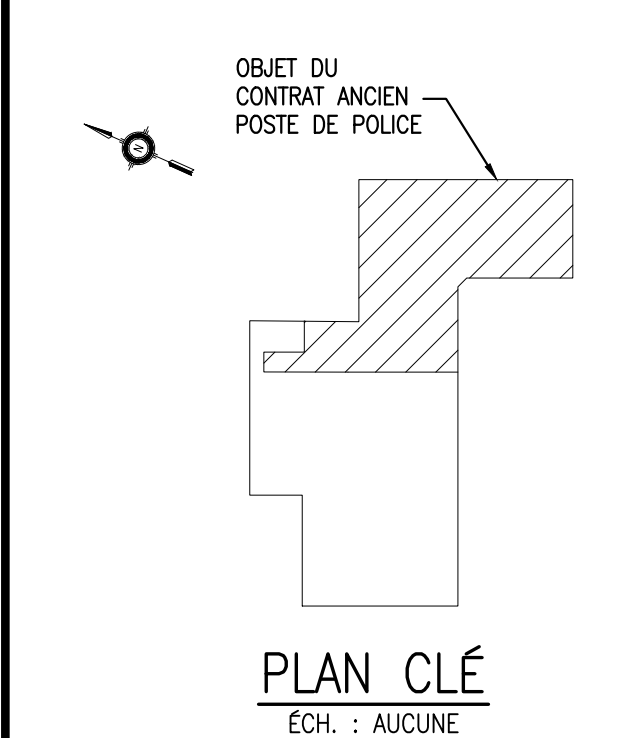 OBJET DU
CONTRAT ANCIEN
POSTE DE POLICE
N
PLAN CLÉ
ÉCH. : AUCUNE